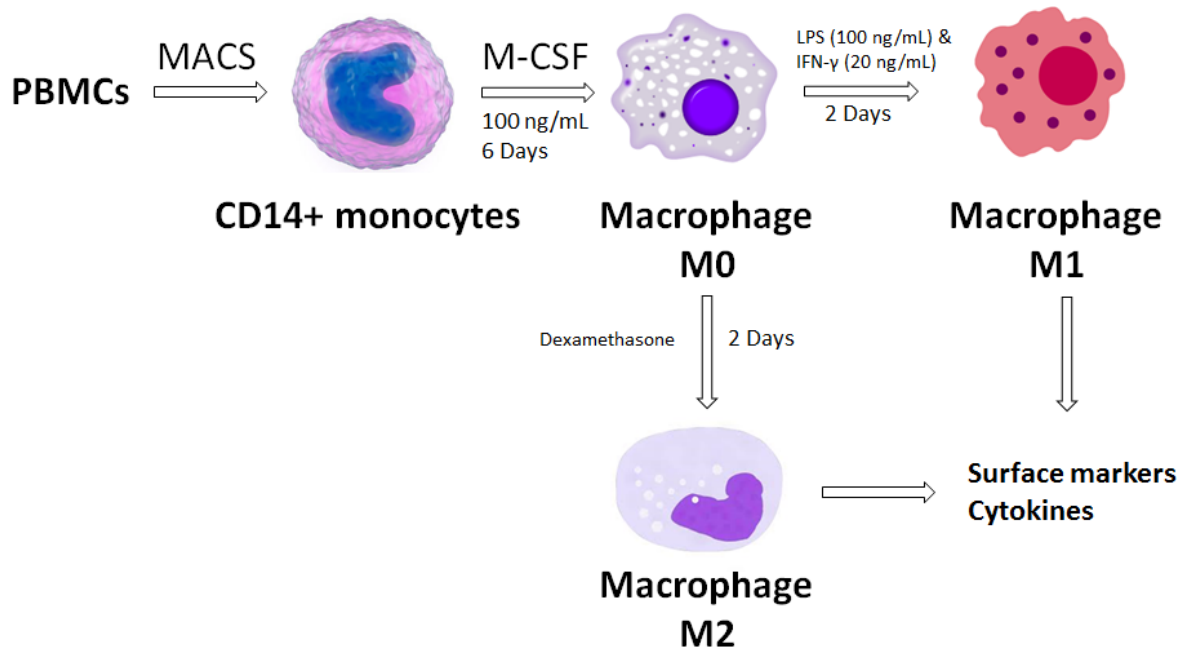 PBMCs
MACS
CD14+ monocytes
M-CSF
100 ng/mL
6 Days
Macrophage
M0
LPS (100 ng/mL) &
IFN-γ (20 ng/mL)
2 Days
Macrophage
M1
Dexamethasone
2 Days
Macrophage
M2
Surface markers
Cytokines